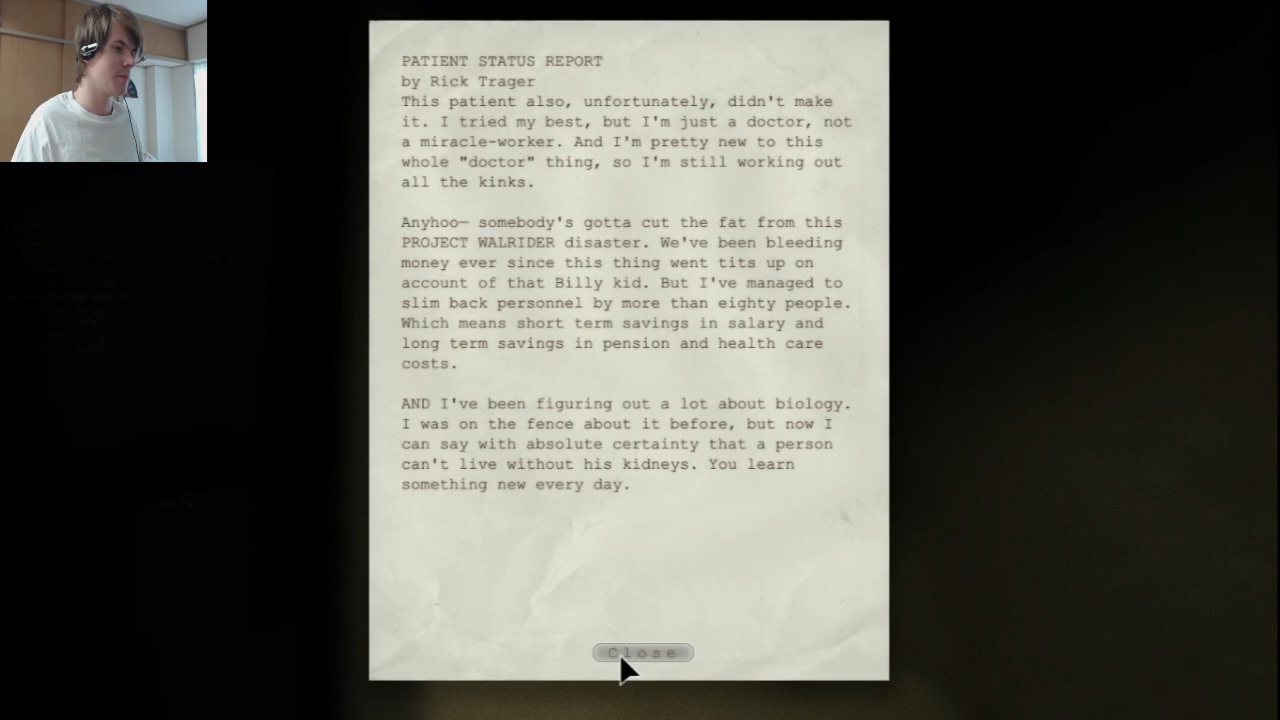 PATIENT STATUS REPORT
by Rick Trager
This patient also, unfortunately, didn't make
it. I tried my best, but I'm just a doctor, not
a miracle-worker. And I'm pretty new to this
whole "doctor" thing, so I'm still working out
all the kinks.
Anyhoo— somebody's gotta cut the fat from this
PROJECT WALRIDER disaster. We've been bleeding
money ever since this thing went tits up on
account of that Billy kid. But I've managed to
slim back personnel by more than eighty people.
Which means short term savings in salary and
long term savings in pension and health care
costs.
AND I've been figuring out a lot about biology.
I was on the fence about it before, but now I
can say with absolute certainty that a person
can't live without his kidneys. You learn
something new every day.
Close